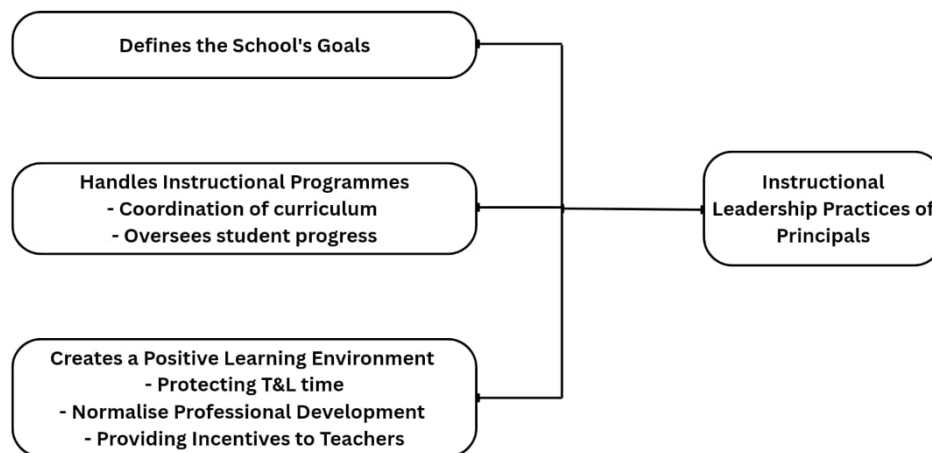 Defines the School's Goals
Handles Instructional Programmes
- Coordination of curriculum
- Oversees student progress
Creates a Positive Learning Environment
- Protecting T&L time
- Normalise Professional Development
- Providing Incentives to Teachers
Instructional
Leadership Practices of
Principals